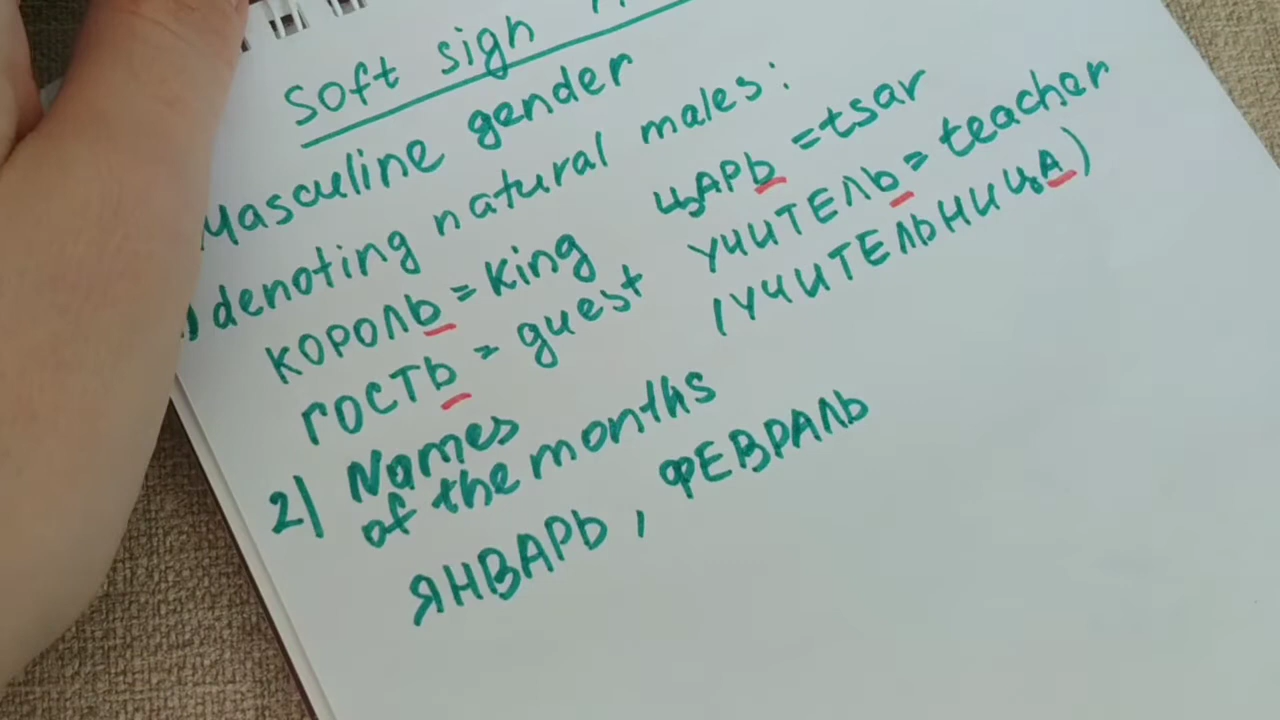 Soft sign
Masculine gender
1) denoting natural males:
КОРОЛЬ = king ЦАРЬ = tsar
ГОСТЬ = guest УЧИТЕЛЬ = teacher
(УЧИТЕЛЬНИЦА)
2) Names
of the months
ЯНВАРЬ, ФЕВРАЛЬ